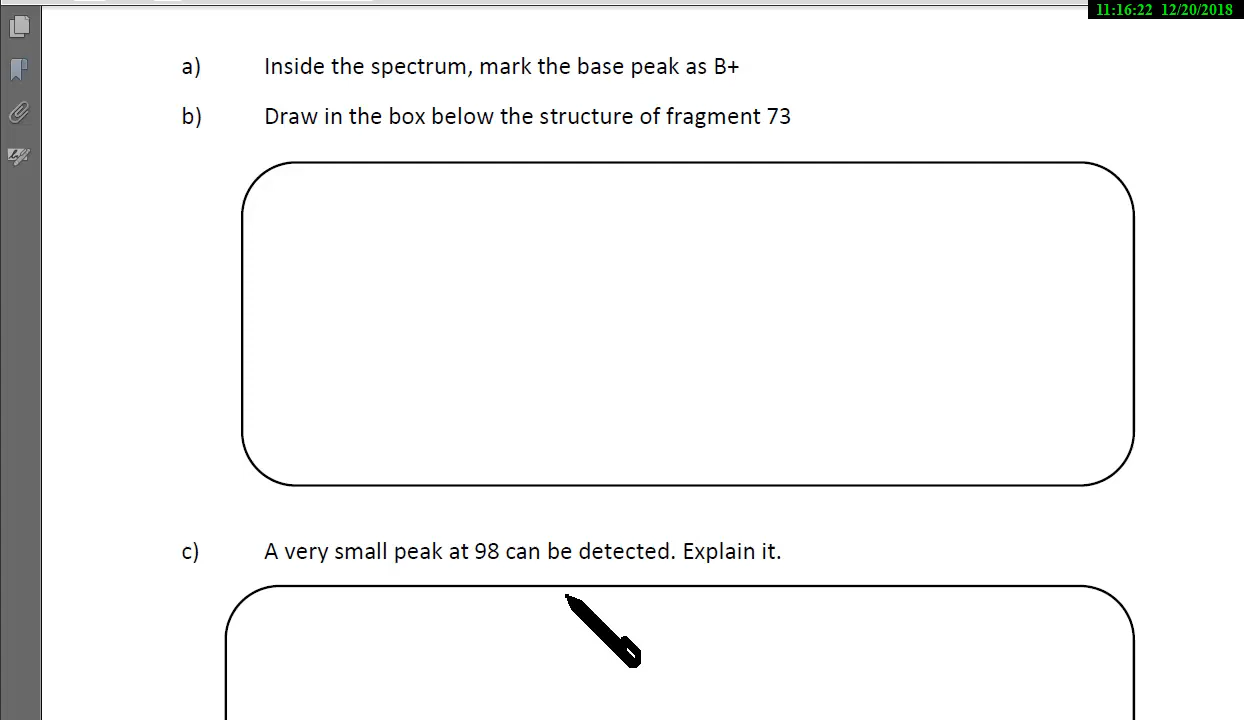 11:16:22 12/20/2018
a) Inside the spectrum, mark the base peak as B+
b) Draw in the box below the structure of fragment 73
c) A very small peak at 98 can be detected. Explain it.